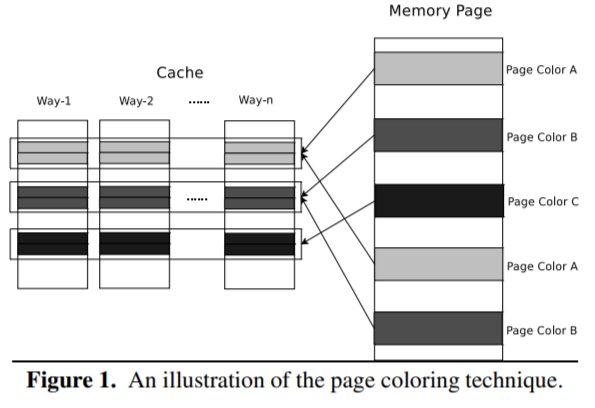 Memory Page
Cache
Way-1 Way-2 ...... Way-n
Page Color A
Page Color B
......
Page Color C
Page Color A
Page Color B
Figure 1. An illustration of the page coloring technique.